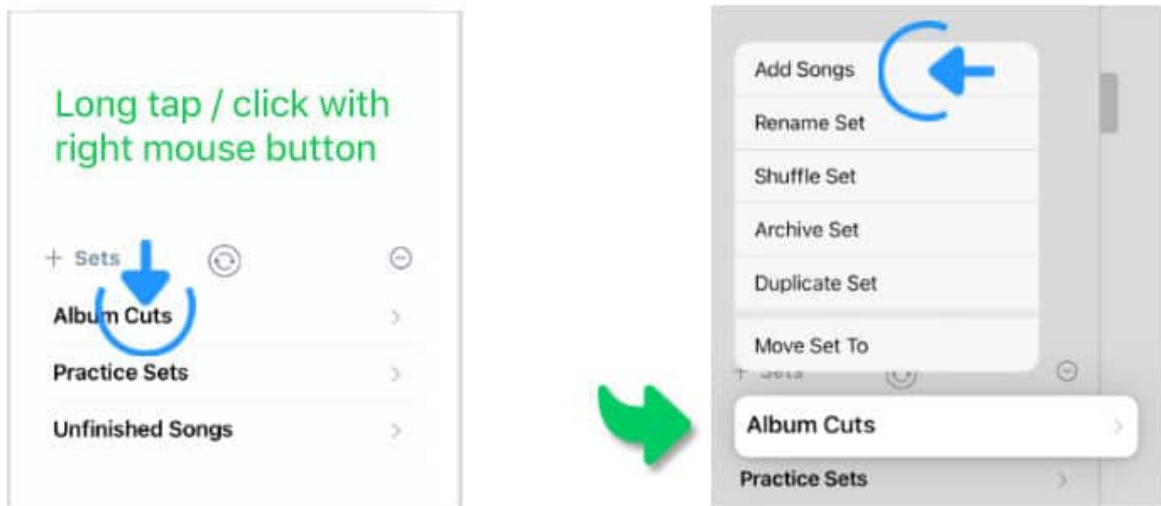 Long tap / click with
right mouse button
+ Sets
Album Cuts
Practice Sets
Unfinished Songs
Add Songs
Rename Set
Shuffle Set
Archive Set
Duplicate Set
Move Set To
+ Sets
Album Cuts
Practice Sets